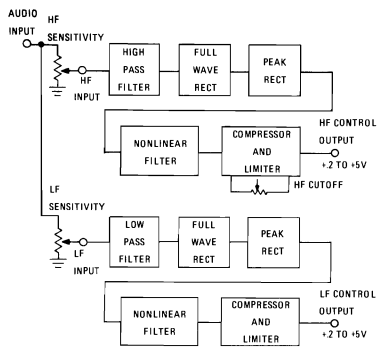 AUDIO
INPUT
HF
SENSITIVITY
HF
INPUT
HIGH
PASS
FILTER
FULL
WAVE
RECT
PEAK
RECT
NONLINEAR
FILTER
COMPRESSOR
AND
LIMITER
HF CONTROL
OUTPUT
+.2 TO +5V
HF CUTOFF
LF
SENSITIVITY
LF
INPUT
LOW
PASS
FILTER
FULL
WAVE
RECT
PEAK
RECT
NONLINEAR
FILTER
COMPRESSOR
AND
LIMITER
LF CONTROL
OUTPUT
+.2 TO +5V